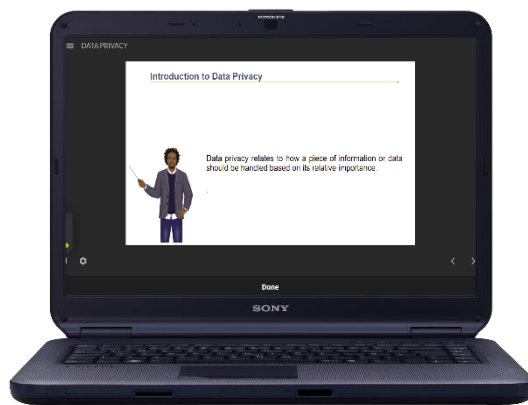 DATA PRIVACY
Introduction to Data Privacy
Data privacy relates to how a piece of information or data
should be handled based on its relative importance.
Done
SONY